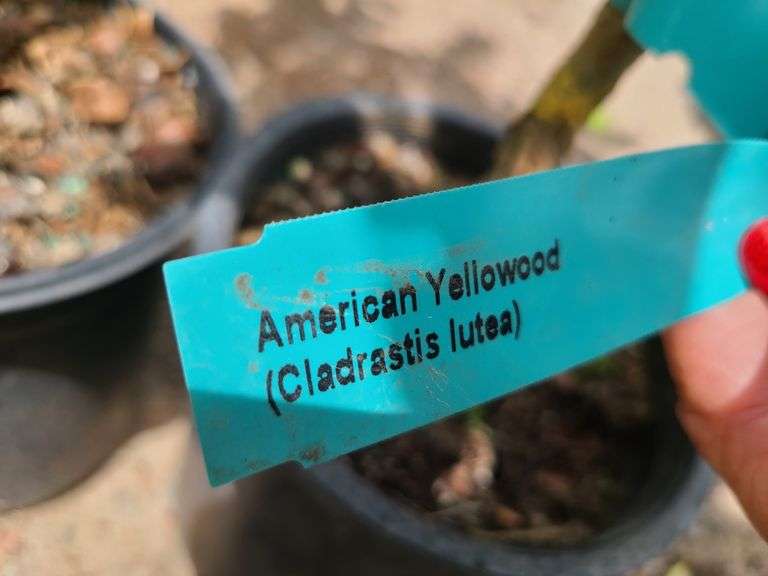 American Yellowood
(Cladrastis lutea)